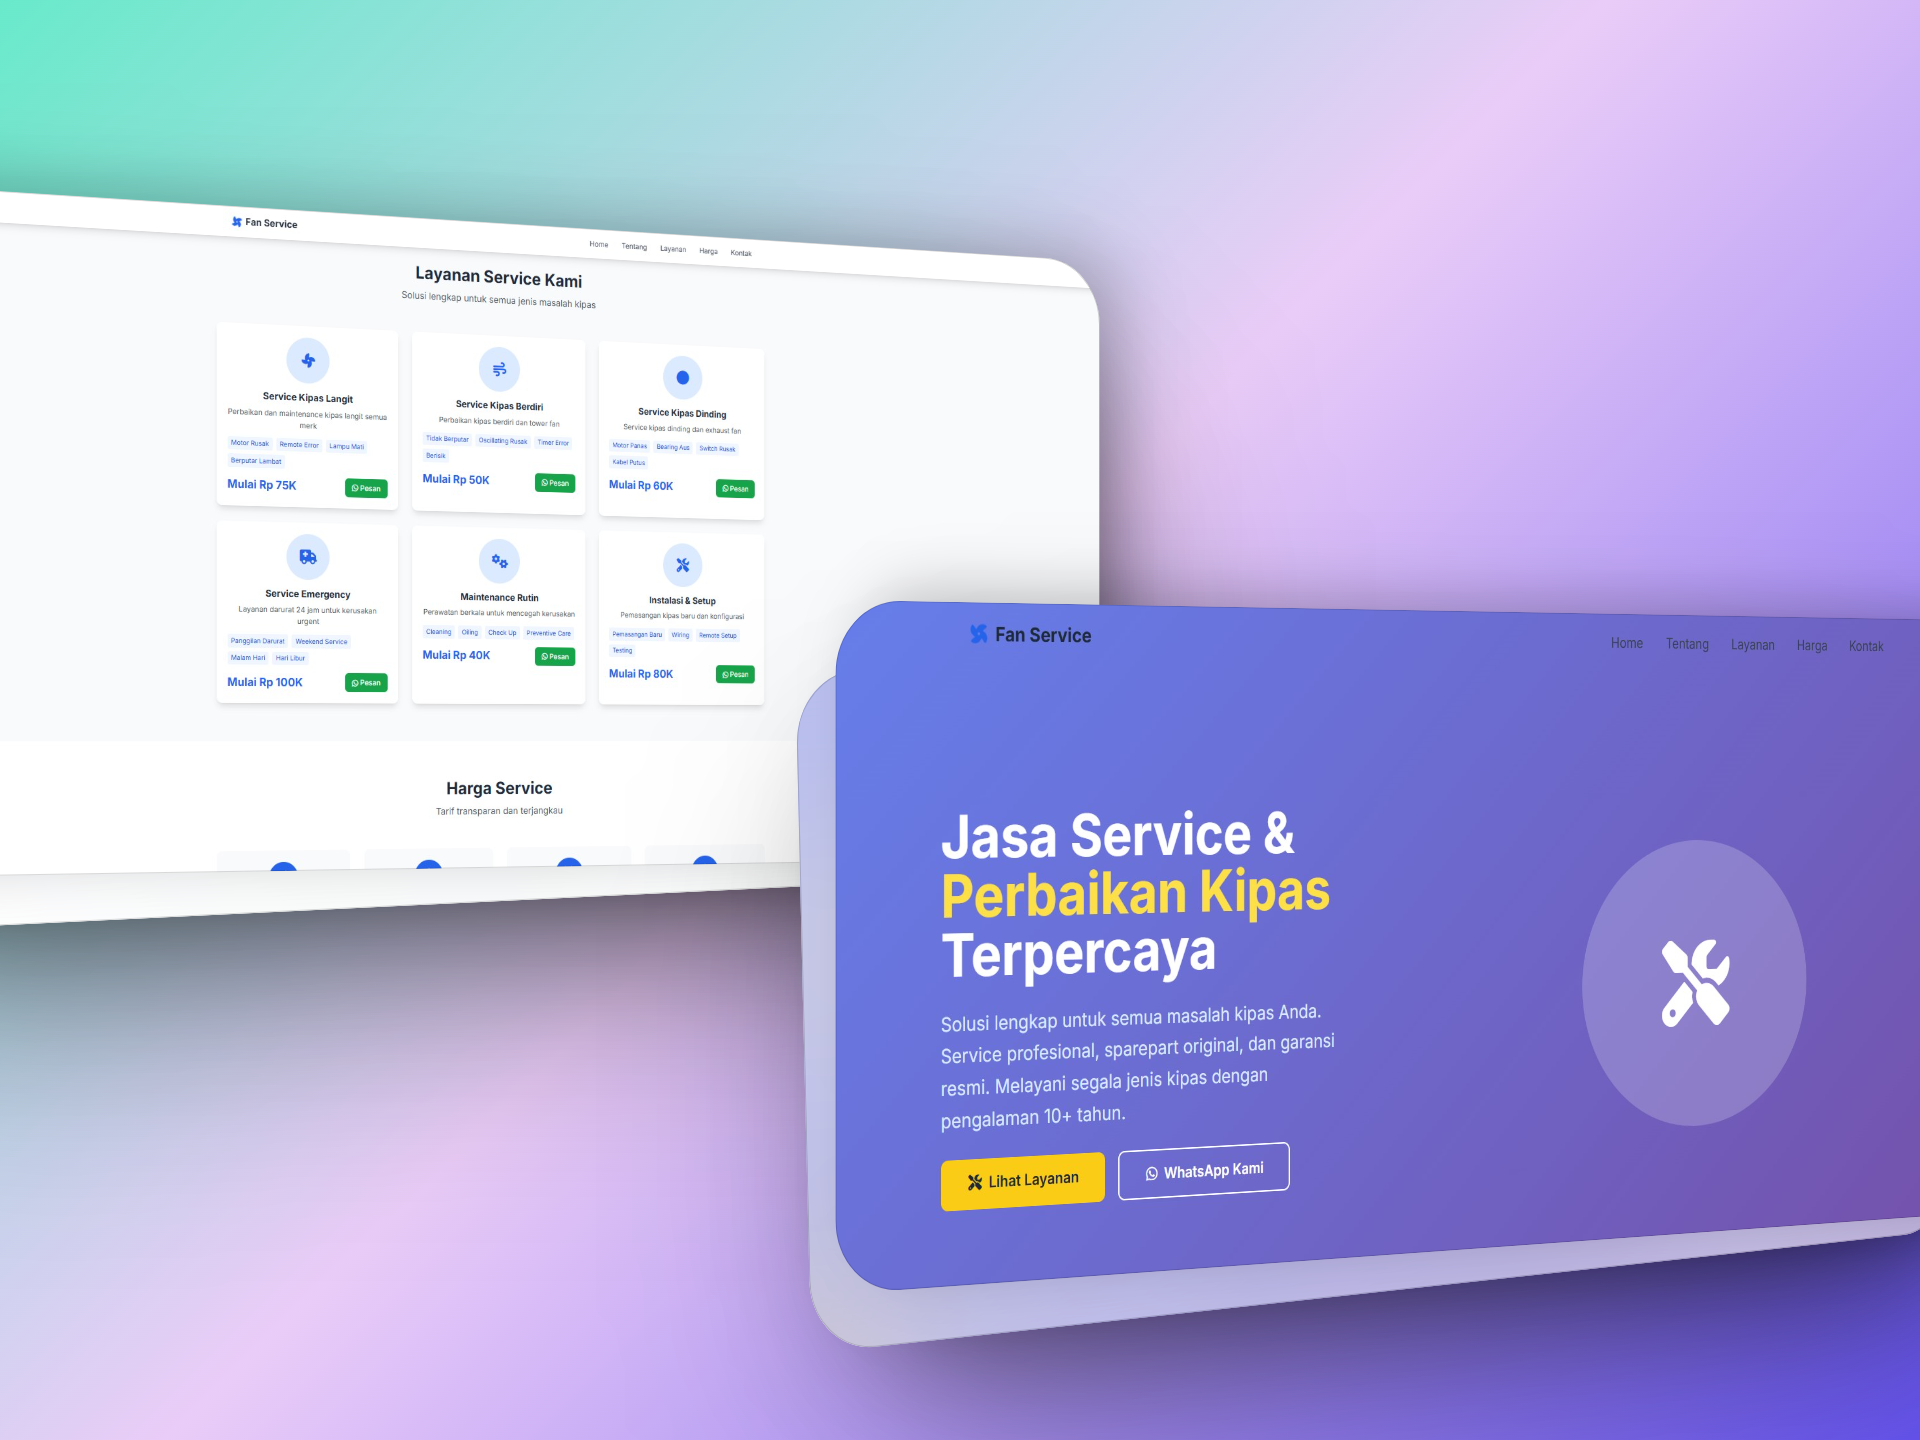 Fan Service
Home Tentang Layanan Harga Kontak
Layanan Service Kami
Solusi lengkap untuk semua jenis masalah kipas
Service Kipas Langit
Perbaikan dan maintenance kipas langit semua
merk
Motor Rusak Remote Error Lampu Mati
Berputar Lambat
Mulai Rp 75K
Pesan
Service Kipas Berdiri
Perbaikan kipas berdiri dan tower fan
Tidak Berputar Oscillating Rusak Timer Error
Berisik
Mulai Rp 50K
Pesan
Service Kipas Dinding
Service kipas dinding dan exhaust fan
Motor Panas Bearing Aus Switch Rusak
Kabel Putus
Mulai Rp 60K
Pesan
Service Emergency
Layanan darurat 24 jam untuk kerusakan
urgent
Panggilan Darurat Weekend Service
Malam Hari Hari Libur
Mulai Rp 100K
Pesan
Maintenance Rutin
Perawatan berkala untuk mencegah kerusakan
Cleaning Oiling Check Up Preventive Care
Mulai Rp 40K
Pesan
Instalasi & Setup
Pemasangan kipas baru dan konfigurasi
Pemasangan Baru Wiring Remote Setup
Testing
Mulai Rp 80K
Pesan
Harga Service
Tarif transparan dan terjangkau
Fan Service
Home Tentang Layanan Harga Kontak
Jasa Service &
Perbaikan Kipas
Terpercaya
Solusi lengkap untuk semua masalah kipas Anda.
Service profesional, sparepart original, dan garansi
resmi. Melayani segala jenis kipas dengan
pengalaman 10+ tahun.
Lihat Layanan
WhatsApp Kami